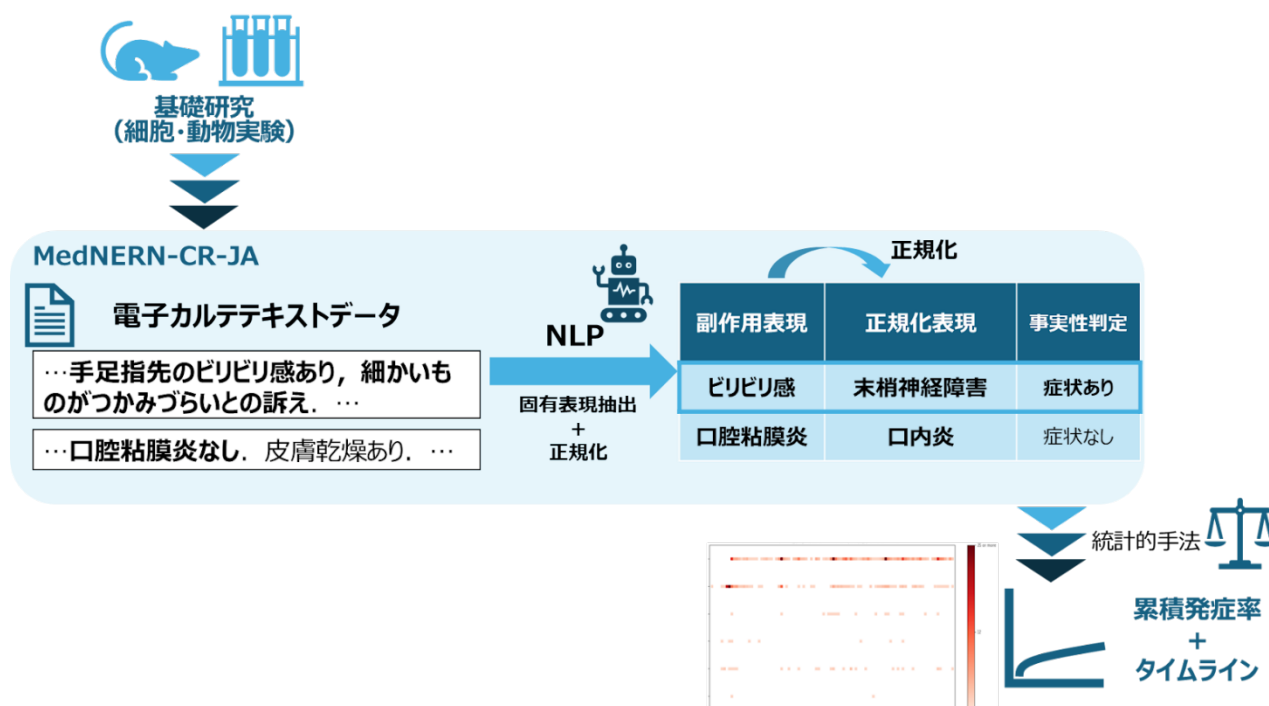 基礎研究
（細胞・動物実験）
MedNERN-CR-JA
電子カルテテキストデータ
…手足指先のビリビリ感あり，細かいも
のがつかみづらいとの訴え．…
…口腔粘膜炎なし．皮膚乾燥あり．…
NLP
固有表現抽出
+
正規化
正規化
副作用表現 正規化表現 事実性判定
ビリビリ感 末梢神経障害 症状あり
口腔粘膜炎 口内炎 症状なし
統計的手法
累積発症率
+
タイムライン